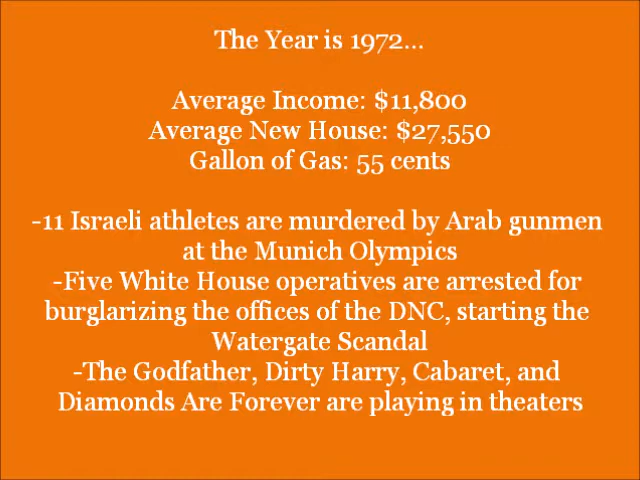 The Year is 1972...
Average Income: $11,800
Average New House: $27,550
Gallon of Gas: 55 cents
-11 Israeli athletes are murdered by Arab gunmen
at the Munich Olympics
-Five White House operatives are arrested for
burglarizing the offices of the DNC, starting the
Watergate Scandal
-The Godfather, Dirty Harry, Cabaret, and
Diamonds Are Forever are playing in theaters